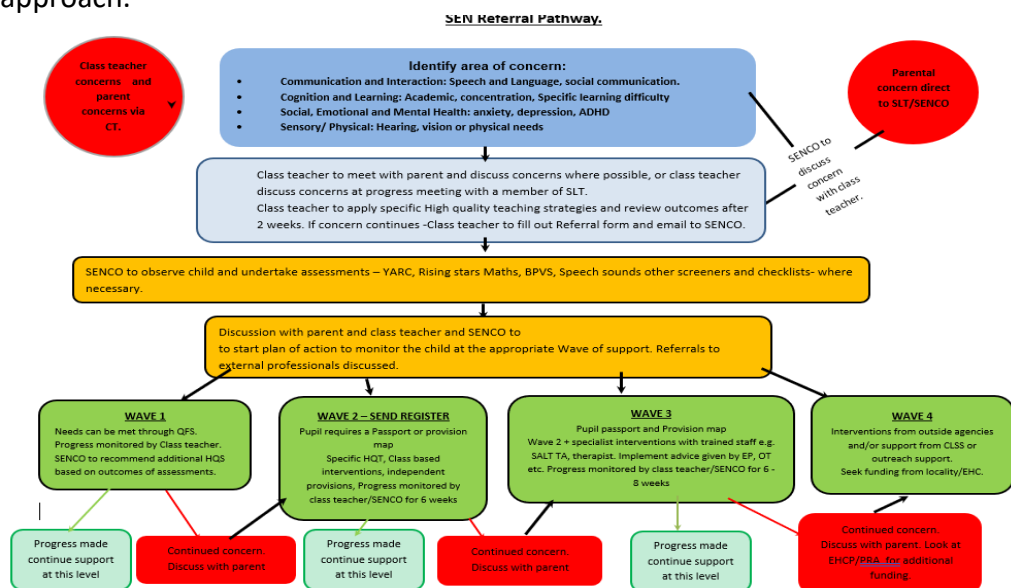 approach.
SEN Referral Pathway.
Class teacher
concerns and
parent
concerns via
CT.
Identify area of concern:
• Communication and Interaction: Speech and Language, social communication.
• Cognition and Learning: Academic, concentration, Specific learning difficulty
• Social, Emotional and Mental Health: anxiety, depression, ADHD
• Sensory/ Physical: Hearing, vision or physical needs
Parental
concern direct
to SLT/SENCO
SENCO to
discuss
concern
with class
teacher.
Class teacher to meet with parent and discuss concerns where possible, or class teacher
discuss concerns at progress meeting with a member of SLT.
Class teacher to apply specific High quality teaching strategies and review outcomes after
2 weeks. If concern continues -Class teacher to fill out Referral form and email to SENCO.
SENCO to observe child and undertake assessments – YARC, Rising stars Maths, BPVS, Speech sounds other screeners and checklists- where
necessary.
Discussion with parent and class teacher and SENCO to
to start plan of action to monitor the child at the appropriate Wave of support. Referrals to
external professionals discussed.
WAVE 1
Needs can be met through QFS.
Progress monitored by Class teacher.
SENCO to recommend additional HQS
based on outcomes of assessments.
WAVE 2 – SEND REGISTER
Pupil requires a Passport or provision
map
Specific HQT, Class based
interventions, independent
provisions, Progress monitored by
class teacher/SENCO for 6 weeks
WAVE 3
Pupil passport and Provision map
Wave 2 + specialist interventions with trained staff e.g.
SALT TA, therapist. Implement advice given by EP, OT
etc. Progress monitored by class teacher/SENCO for 6 -
8 weeks
WAVE 4
Interventions from outside agencies
and/or support from CLSS or
outreach support.
Seek funding from locality/EHC.
Progress made
continue support
at this level
Continued concern.
Discuss with parent
Progress made
continue support
at this level
Continued concern.
Discuss with parent
Progress made
continue support
at this level
Continued concern.
Discuss with parent. Look at
EHCP/PRA for additional
funding.